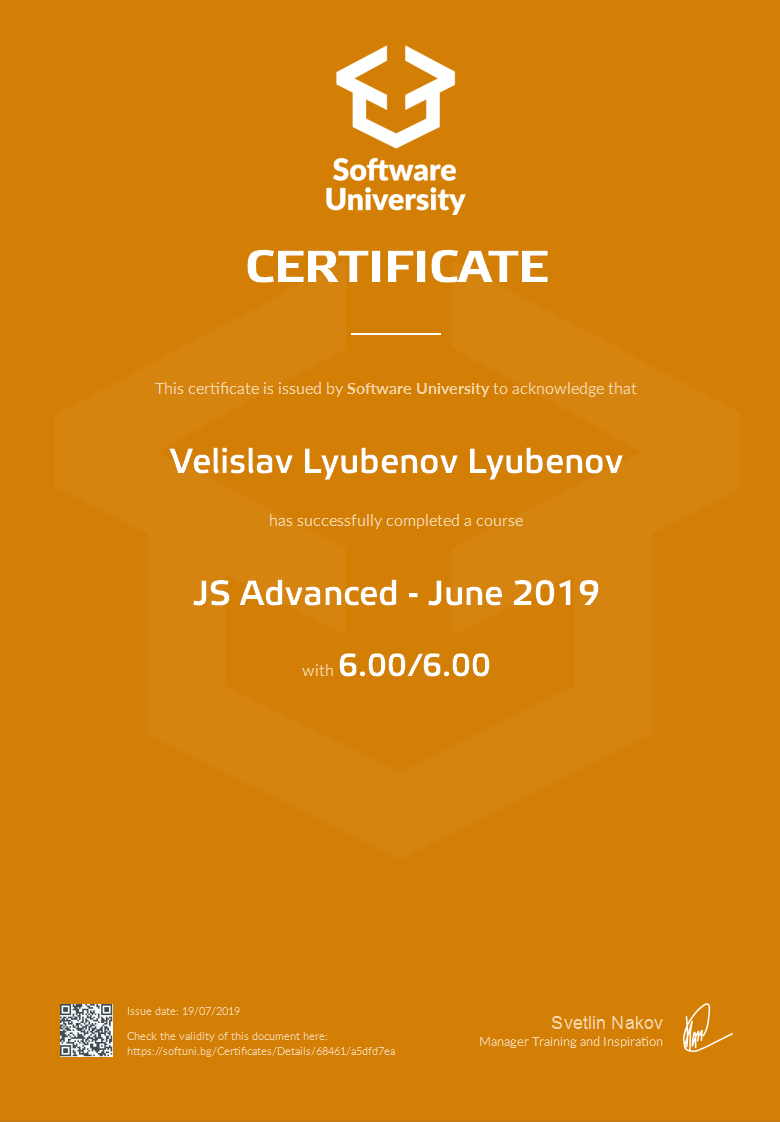 Software
University
CERTIFICATE
This certificate is issued by Software University to acknowledge that
Velislav Lyubenov Lyubenov
has successfully completed a course
JS Advanced - June 2019
with 6.00/6.00
Issue date: 19/07/2019
Check the validity of this document here:
https://softuni.bg/Certificates/Details/68461/a5dfd7ea
Svetlin Nakov
Manager Training and Inspiration